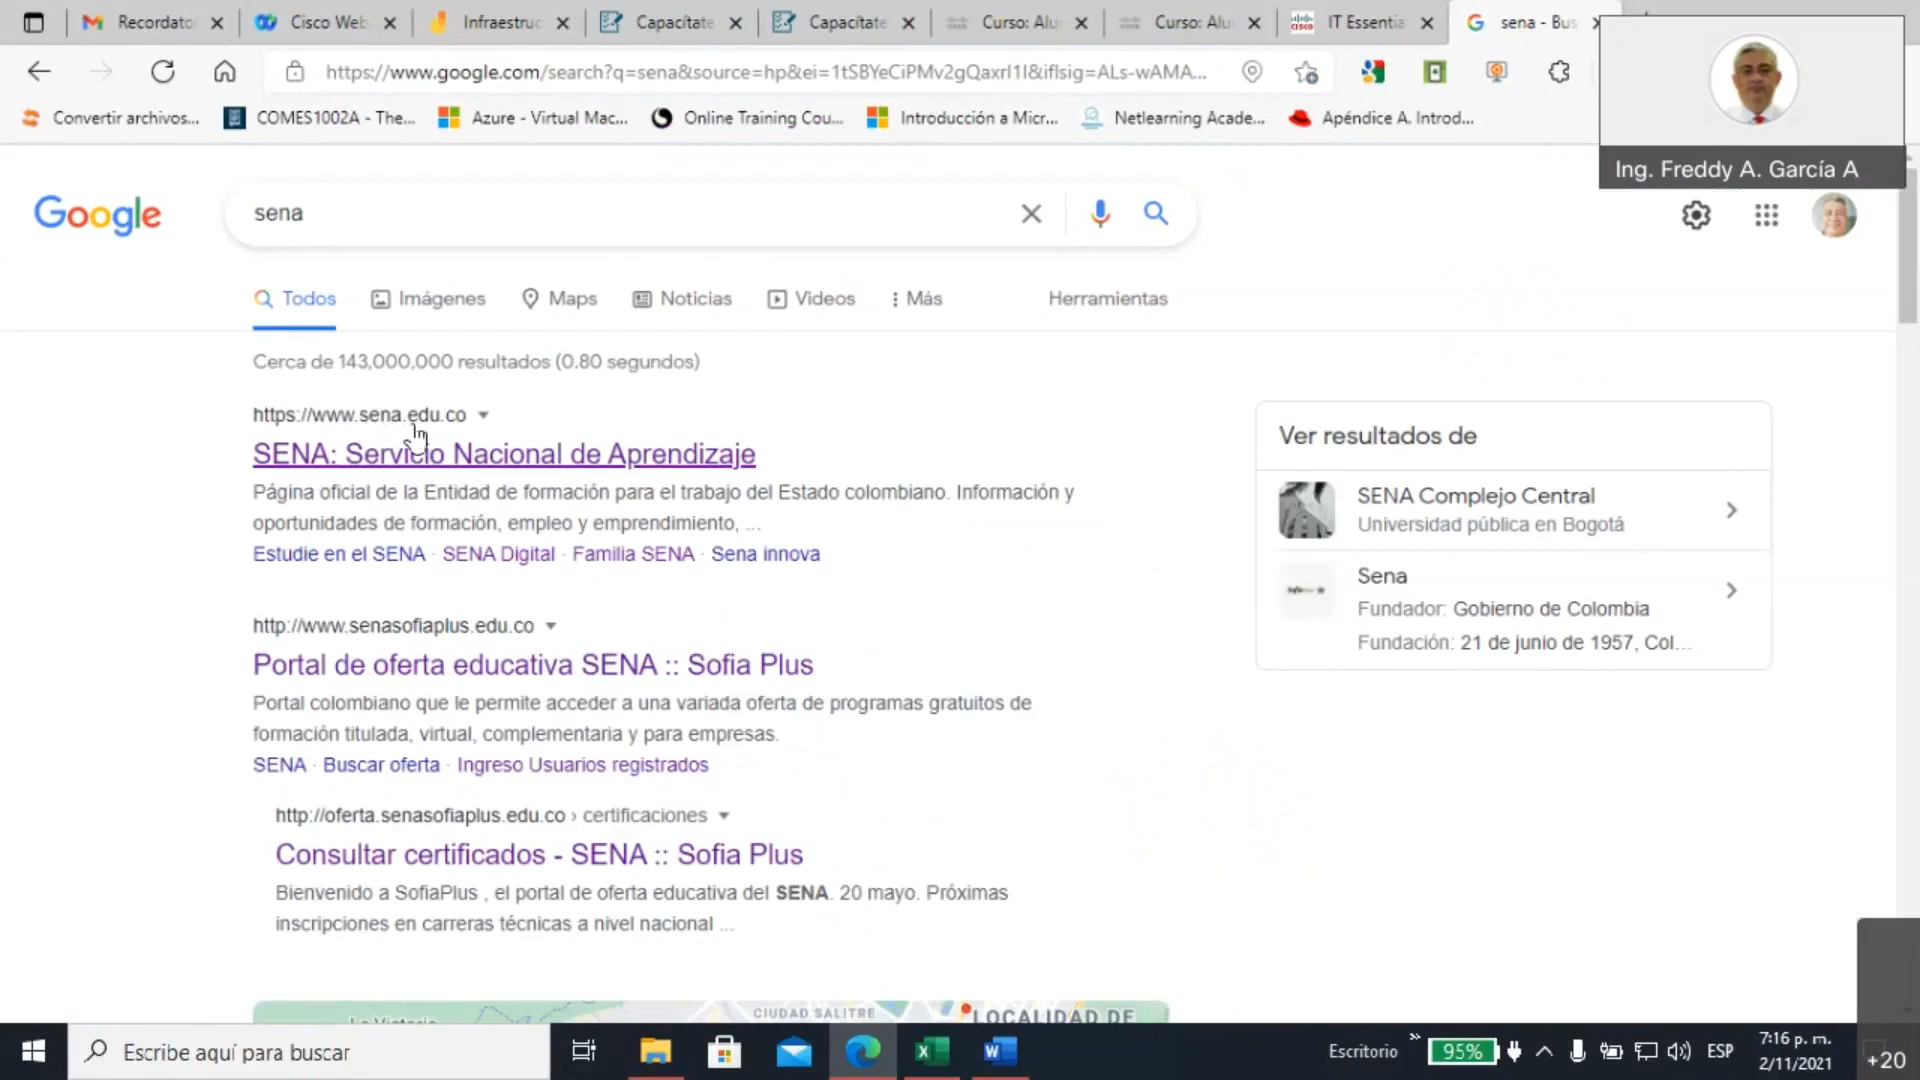 Recordato
Cisco Web
Infraestruc
Capacítate
Capacítate
Curso: Alu
Curso: Alu
IT Essentia
sena - Bus
https://www.google.com/search?q=sena&source=hp&ei=1tSBYeCiPMv2gQaxrI1I&iflsig=ALs-wAMA...
Convertir archivos...
COMES1002A - The...
Azure - Virtual Mac...
Online Training Cou...
Introducción a Micr...
Netlearning Acade...
Apéndice A. Introd...
Ing. Freddy A. García A
Google
sena
Todos
Imágenes
Maps
Noticias
Videos
Más
Herramientas
Cerca de 143,000,000 resultados (0.80 segundos)
https://www.sena.edu.co
SENA: Servicio Nacional de Aprendizaje
Página oficial de la Entidad de formación para el trabajo del Estado colombiano. Información y
oportunidades de formación, empleo y emprendimiento, ...
Estudie en el SENA · SENA Digital · Familia SENA · Sena innova
http://www.senasofiaplus.edu.co
Portal de oferta educativa SENA :: Sofia Plus
Portal colombiano que le permite acceder a una variada oferta de programas gratuitos de
formación titulada, virtual, complementaria y para empresas.
SENA · Buscar oferta · Ingreso Usuarios registrados
http://oferta.senasofiaplus.edu.co › certificaciones
Consultar certificados - SENA :: Sofia Plus
Bienvenido a SofiaPlus , el portal de oferta educativa del SENA. 20 mayo. Próximas
inscripciones en carreras técnicas a nivel nacional ...
Ver resultados de
SENA Complejo Central
Universidad pública en Bogotá
Sena
Fundador: Gobierno de Colombia
Fundación: 21 de junio de 1957, Col...
CIUDAD SALITRE
LOCALIDAD DE
Escribe aquí para buscar
Escritorio
95%
ESP
7:16 p. m.
2/11/2021
+20